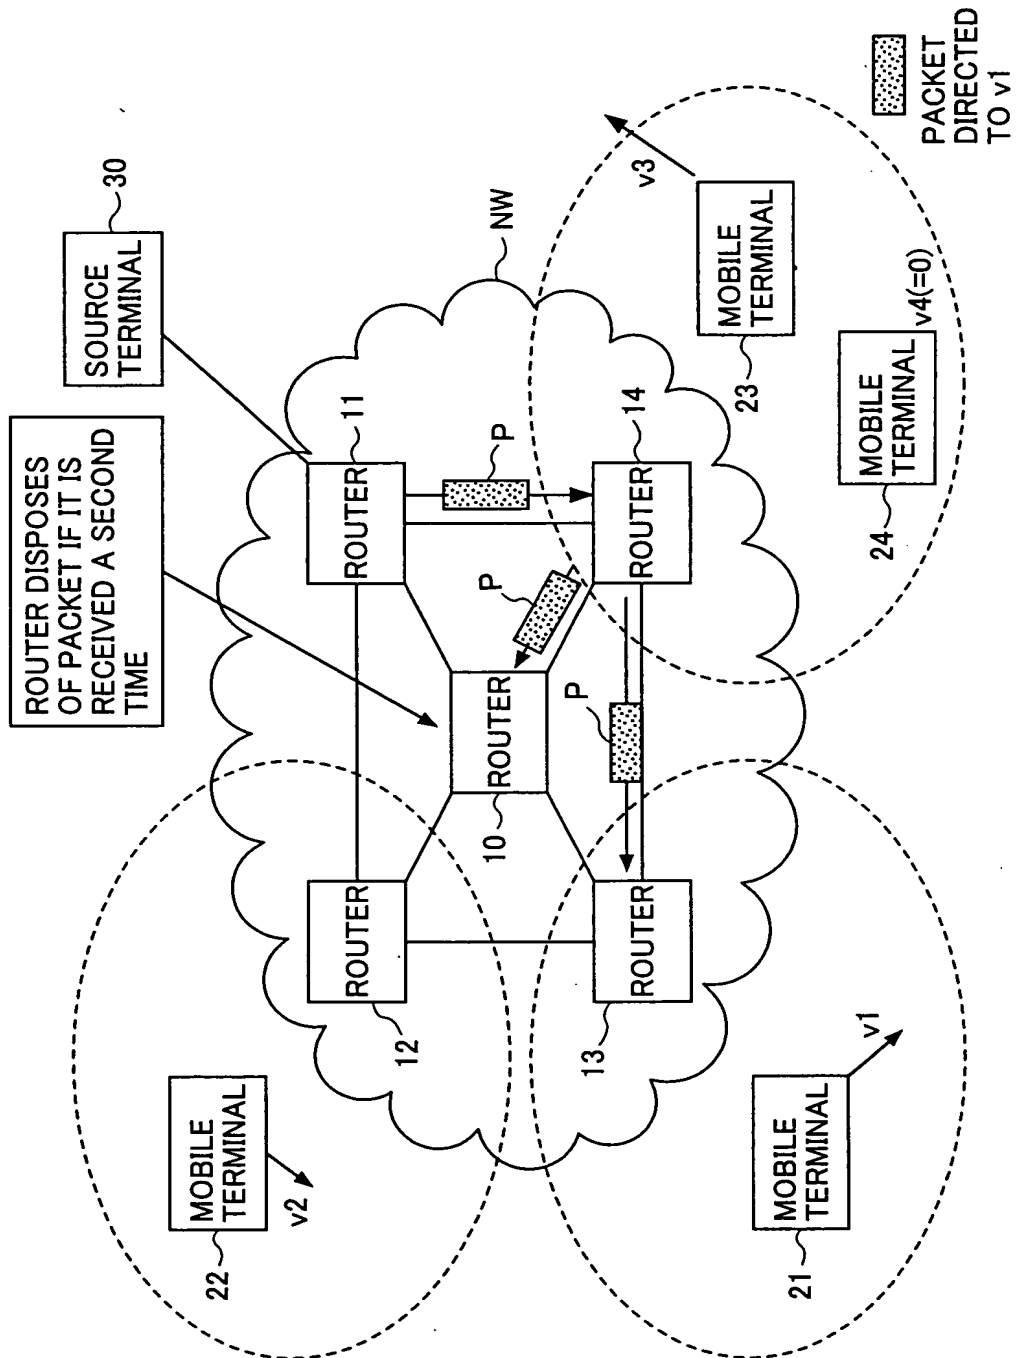 ROUTER DISPOSES
OF PACKET IF IT IS
RECEIVED A SECOND
TIME
SOURCE
TERMINAL
30
MOBILE
TERMINAL
22
v2
ROUTER
12
ROUTER
11
NW
ROUTER
10
P
P
P
ROUTER
13
ROUTER
14
v3
MOBILE
TERMINAL
23
MOBILE
TERMINAL
21
v1
MOBILE
TERMINAL
24
v4(=0)
PACKET
DIRECTED
TO v1